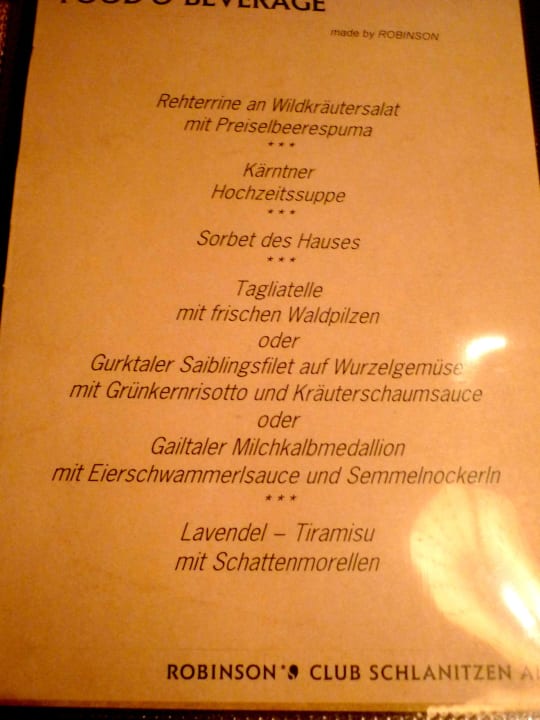 FOOD & BEVERAGE
made by ROBINSON
Rehterrine an Wildkräutersalat
mit Preiselbeerespuma
***
Kärntner
Hochzeitssuppe
***
Sorbet des Hauses
***
Tagliatelle
mit frischen Waldpilzen
oder
Gurktaler Saiblingsfilet auf Wurzelgemüse
mit Grünkernrisotto und Kräuterschaumsauce
oder
Gailtaler Milchkalbmedallion
mit Eierschwammerlsauce und Semmelnockerln
***
Lavendel – Tiramisu
mit Schattenmorellen
ROBINSON CLUB SCHLANITZEN